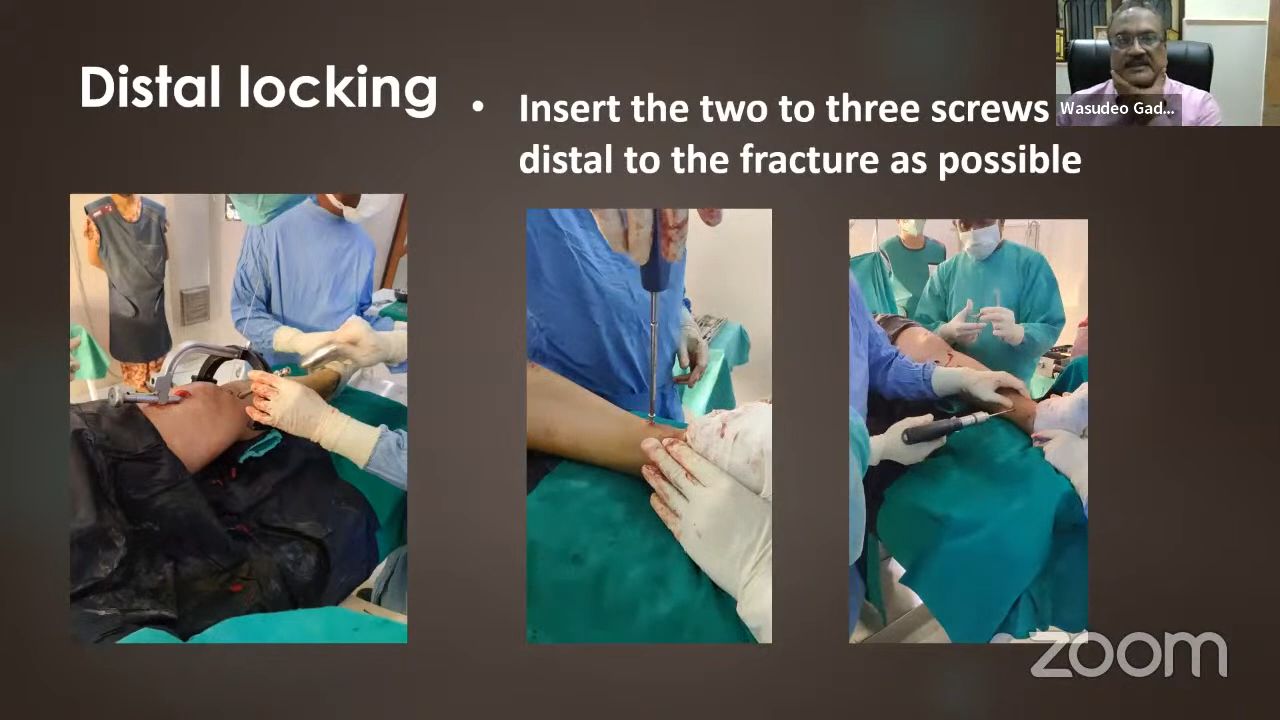 Distal locking
• Insert the two to three screws
distal to the fracture as possible
Wasudeo Gad...
zoom